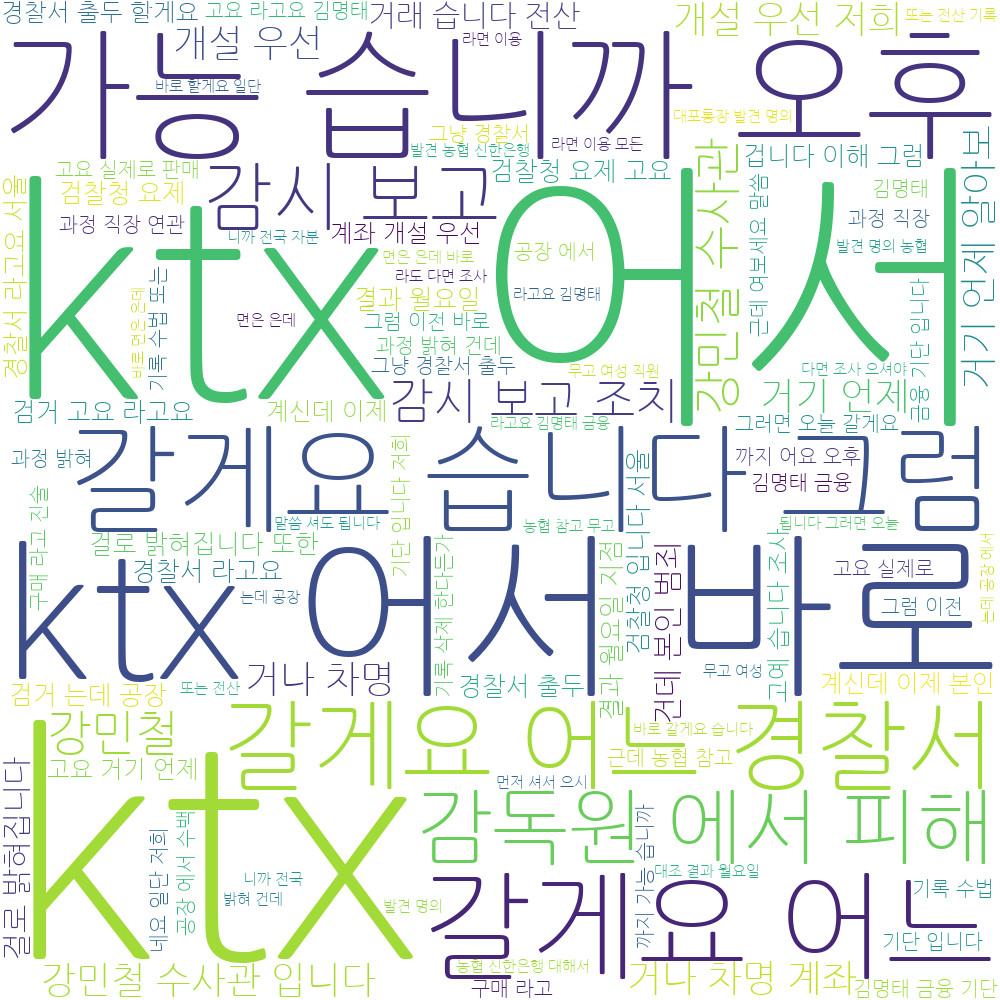 경찰서 출두 할게요
고요 라고요 김명태
거래 습니다 전산
개설 우선 저희
또는 전산 기록
개설 우선
라면 이용
가능 습니까 오후
바로 할게요 일단
대포통장 발견 명의
그냥 경찰서
발견 농협 신한은행
라면 이용 모든
고요 실제로 판매
검찰청 요제 고요
겁니다 이해 그럼
검찰청 요제
감시 보고
김명태
과정 직장 연관
계좌 개설 우선
과정 직장
니까 전국 자분
면은 은데 바로
공장 에서
발견 명의 농협
라도 다면 조사
ktx 어서
결과 월요일
라고요 김명태
면은 은데
그럼 이전 바로
과정 밝혀 건데
그냥 경찰서 출두
무고 여성 직원
다면 조사 으셔야
경찰서 라고요 서울
바로 면은 은데
기록 수법 또는
강민철 수사관
근데 여보세요 말씀
금융 기단 입니다
거기 언제 알아보
검거 고요 라고요
계신데 이제
감시 보고 조치
거기 언제
라고요 김명태 금융
그러면 오늘 갈게요
갈게요 습니다 그럼
과정 밝혀
까지 어요 오후
김명태 금융
말씀 셔도 됩니다
농협 참고 무고
됩니다 그러면 오늘
걸로 밝혀집니다 또한
구매 라고 진술
기단 입니다 저희
검찰청 입니다 서울
경찰서 라고요
고요 실제로
ktx 어서 바로
는데 공장
그럼 이전
기록 삭제 한다든가
결과 월요일 지점
건데 본인 범죄
고예 습니다 조사
는데 공장 에서
거나 차명
무고 여성
검거 는데 공장
또는 전산
경찰서 출두
계신데 이제 본인
강민철
갈게요 어느 경찰서
바로 갈게요 습니다
고요 거기 언제
근데 농협 참고
먼저 셔서 으시
ktx
감독원 에서 피해
걸로 밝혀집니다
네요 일단 저희
공장 에서 수백
까지 가능 습니까
니까 전국
대조 결과 월요일
밝혀 건데
발견 명의
갈게요 어느
기록 수법
기단 입니다
강민철 수사관 입니다
농협 신한은행 대해서
구매 라고
거나 차명 계좌
김명태 금융 기단